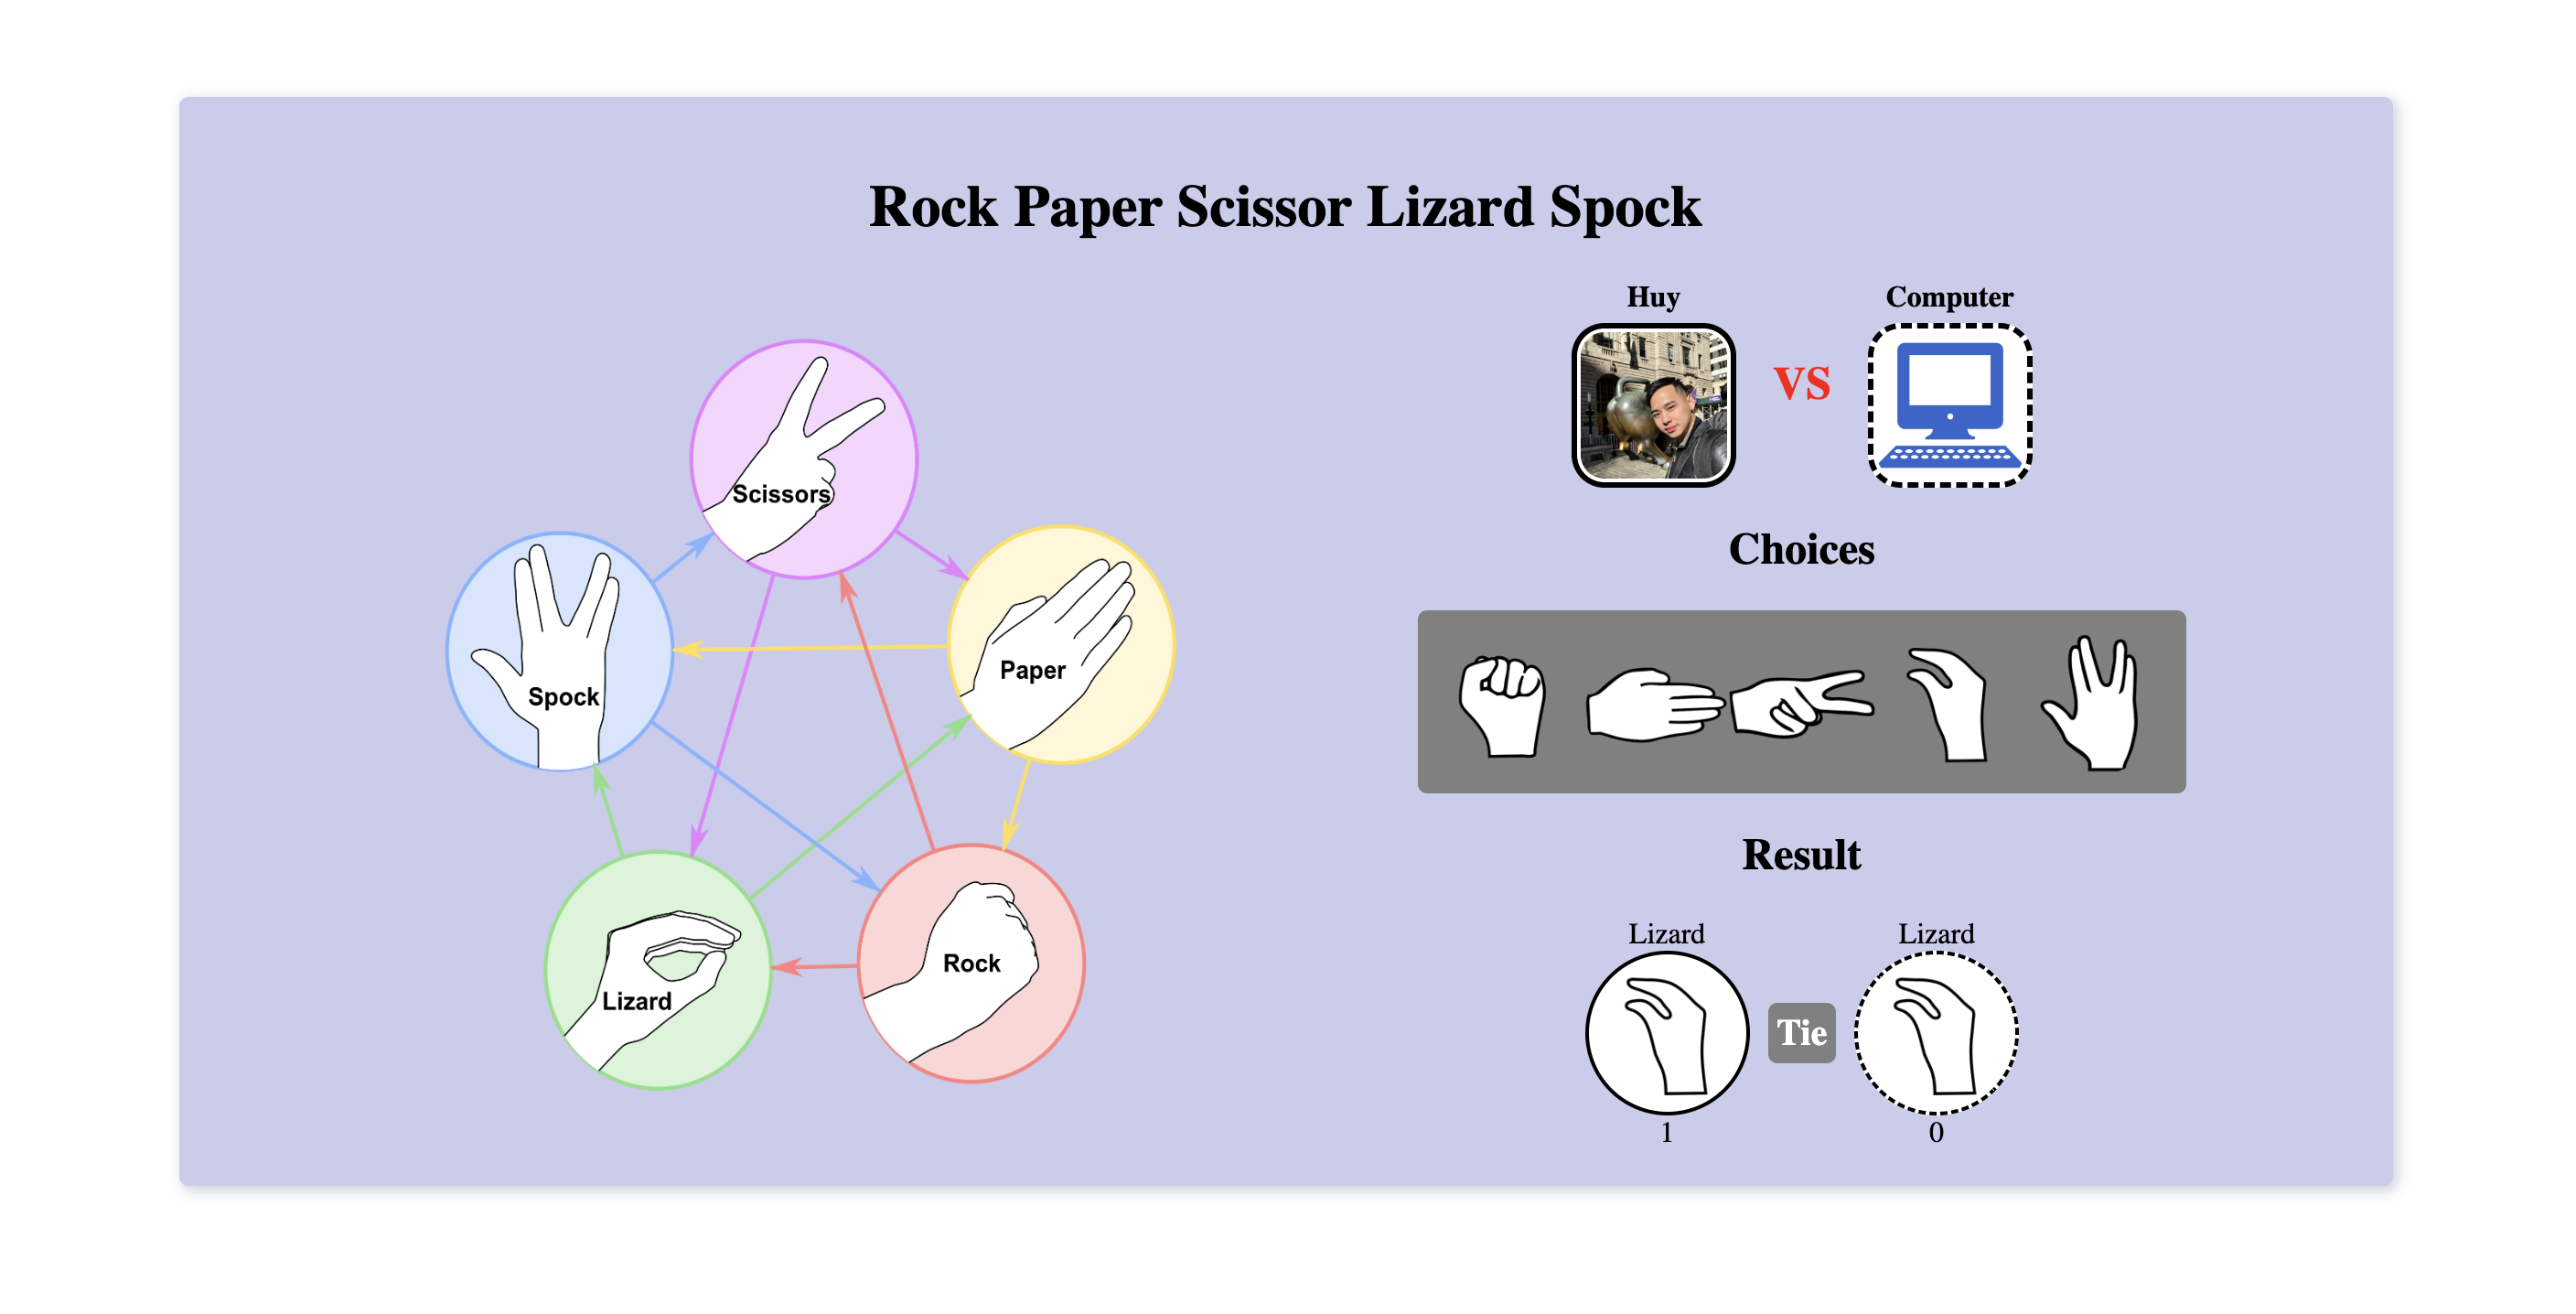 Rock Paper Scissor Lizard Spock
Scissors
Paper
Spock
Rock
Lizard
Huy
VS
Computer
Choices
Result
Lizard
Lizard
Tie
1
0